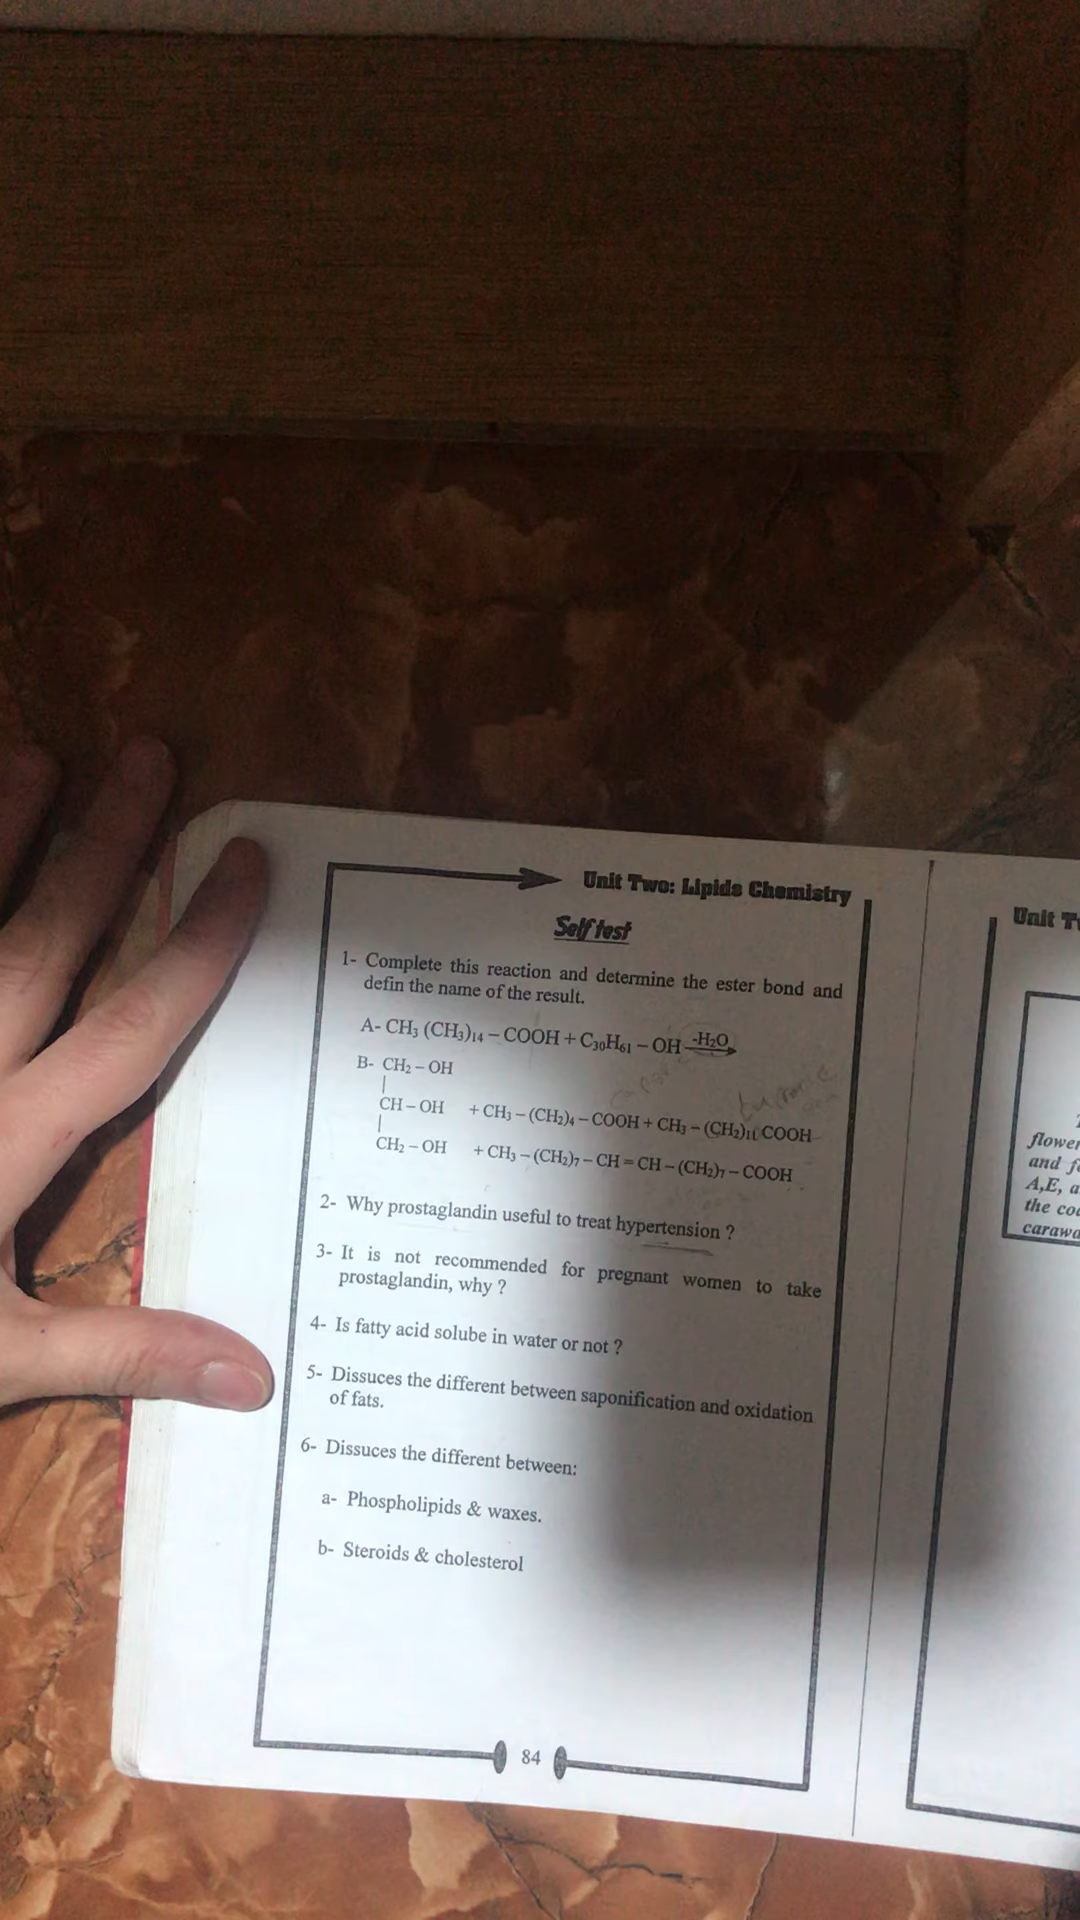 Unit Two: Lipids Chemistry
Self test
1- Complete this reaction and determine the ester bond and
defin the name of the result.
A- CH₃ (CH₃)₁₄ – COOH + C₃₀H₆₁ – OH -H₂O
B- CH₂ – OH
|
CH – OH + CH₃ – (CH₂)₄ – COOH + CH₃ – (CH₂)₁₁ COOH
|
CH₂ – OH + CH₃ – (CH₂)₇ – CH = CH – (CH₂)₇ – COOH
2- Why prostaglandin useful to treat hypertension ?
3- It is not recommended for pregnant women to take
prostaglandin, why ?
4- Is fatty acid solube in water or not ?
5- Dissuces the different between saponification and oxidation
of fats.
6- Dissuces the different between:
a- Phospholipids & waxes.
b- Steroids & cholesterol
84
Unit
flower
and
A,E,
the